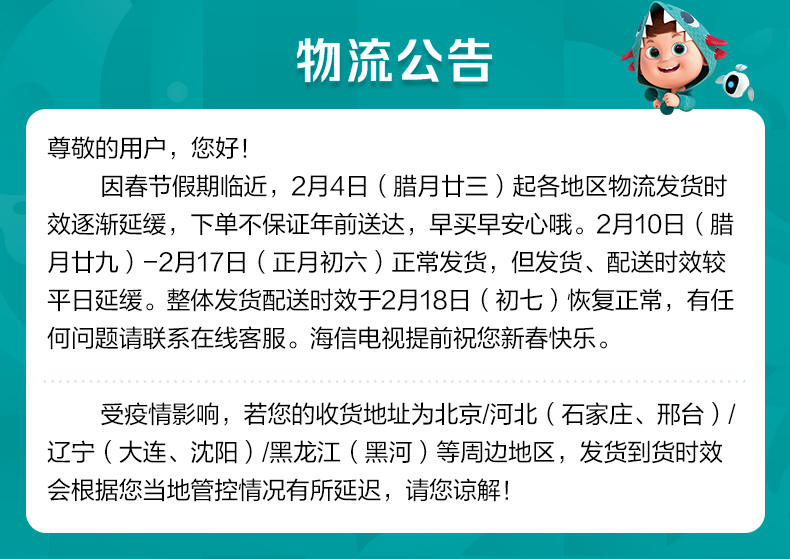 物流公告
尊敬的用户，您好！
因春节假期临近，2月4日（腊月廿三）起各地区物流发货时
效逐渐延缓，下单不保证年前送达，早买早安心哦。2月10日（腊
月廿九）-2月17日（正月初六）正常发货，但发货、配送时效较
平日延缓。整体发货配送时效于2月18日（初七）恢复正常，有任
何问题请联系在线客服。海信电视提前祝您新春快乐。
受疫情影响，若您的收货地址为北京/河北（石家庄、邢台）/
辽宁（大连、沈阳）/黑龙江（黑河）等周边地区，发货到货时效
会根据您当地管控情况有所延迟，请您谅解！